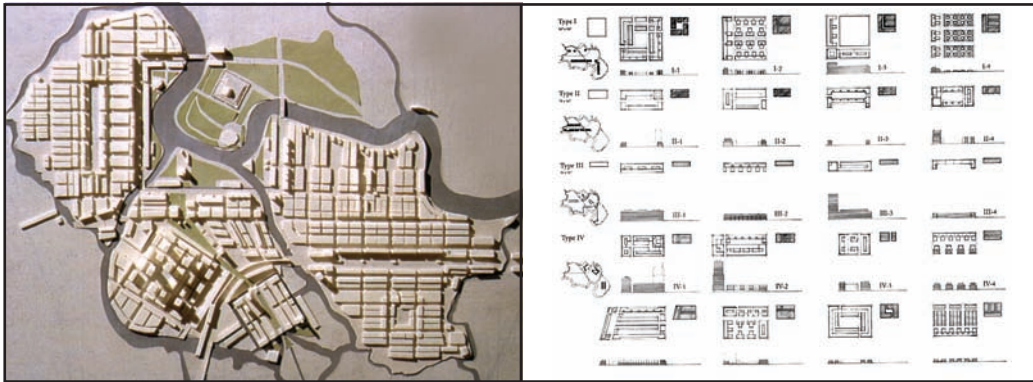 Type I
I-1 I-2 I-3 I-4
Type II
II-1 II-2 II-3 II-4
Type III
III-1 III-2 III-3 III-4
Type IV
IV-1 IV-2 IV-3 IV-4